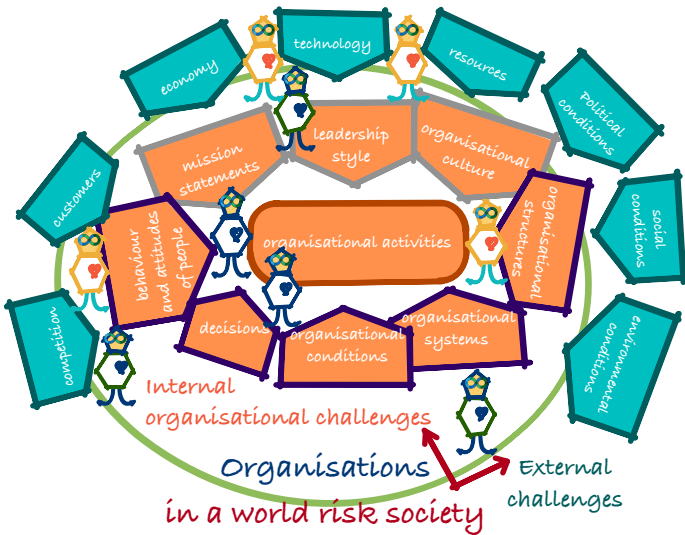 technology
economy
resources
Political
conditions
customers
social
conditions
competition
environmental
conditions
mission
statements
leadership
style
organisational
culture
behaviour
and attitudes
of people
organisational activities
organisational
structures
decisions
organisational
conditions
organisational
systems
Internal
organisational challenges
Organisations
External
challenges
in a world risk society